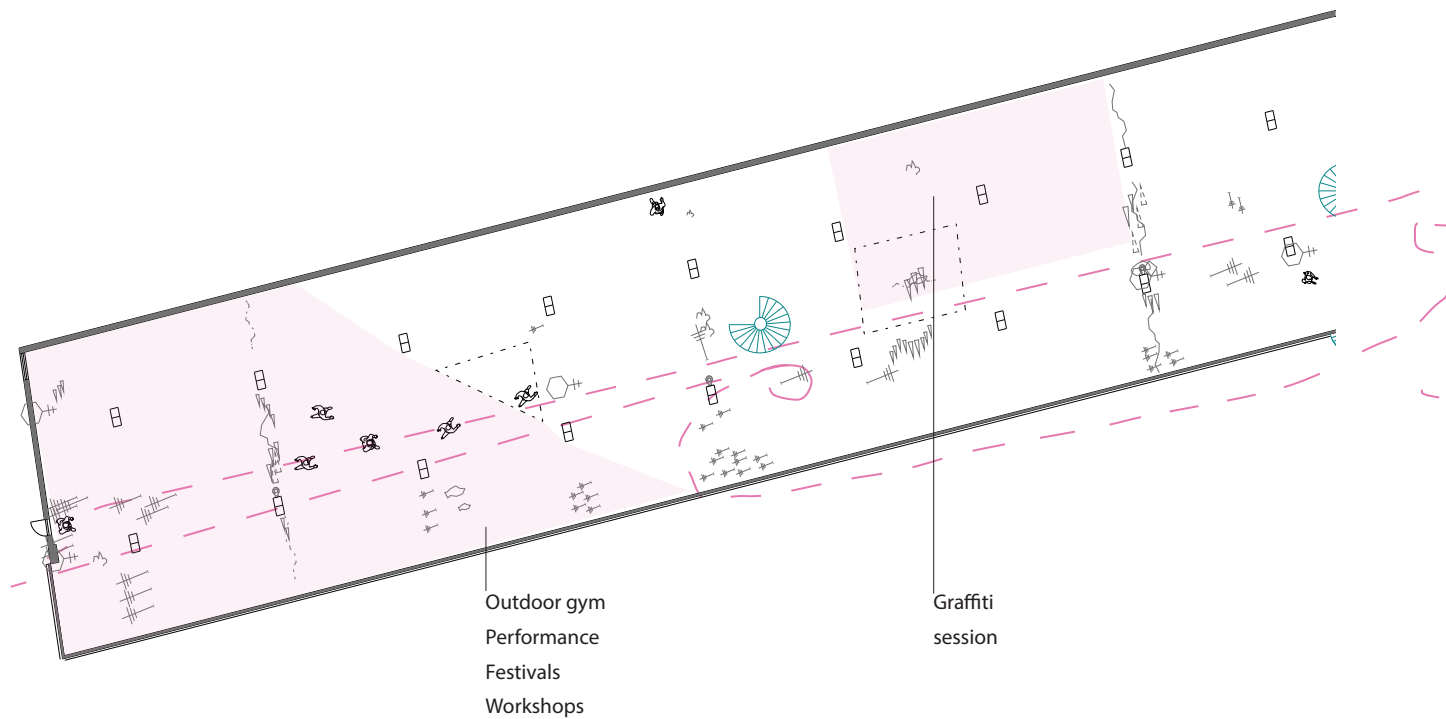 Outdoor gym
Performance
Festivals
Workshops
Graffiti
session